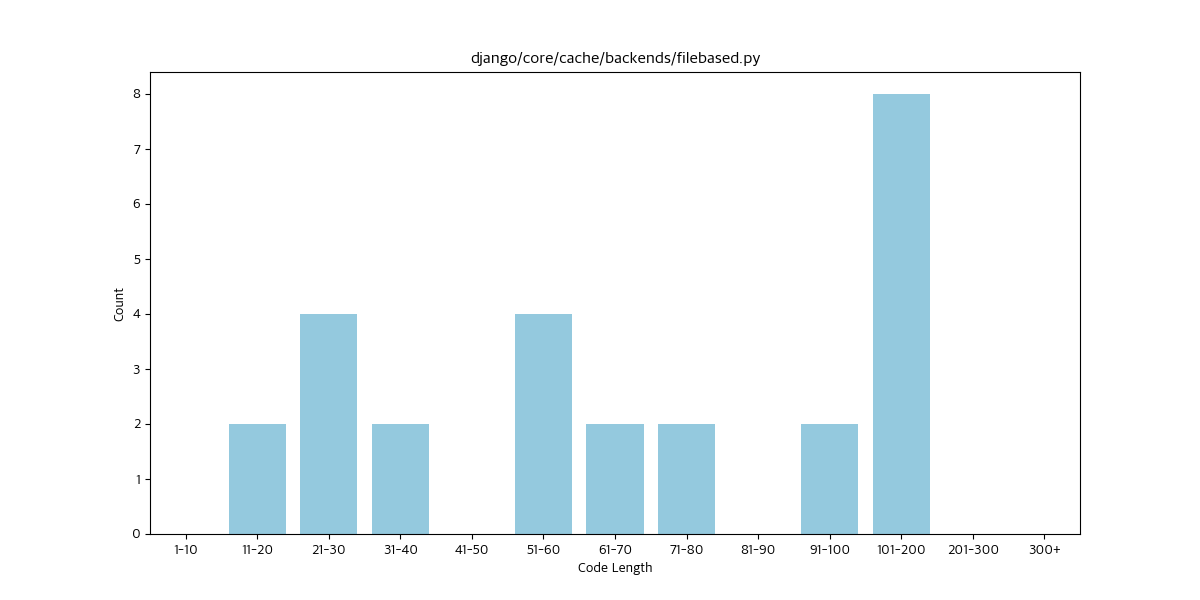 django/core/cache/backends/filebased.py
8
7
6
5
4
3
2
1
0
Count
1-10 11-20 21-30 31-40 41-50 51-60 61-70 71-80 81-90 91-100 101-200 201-300 300+
Code Length